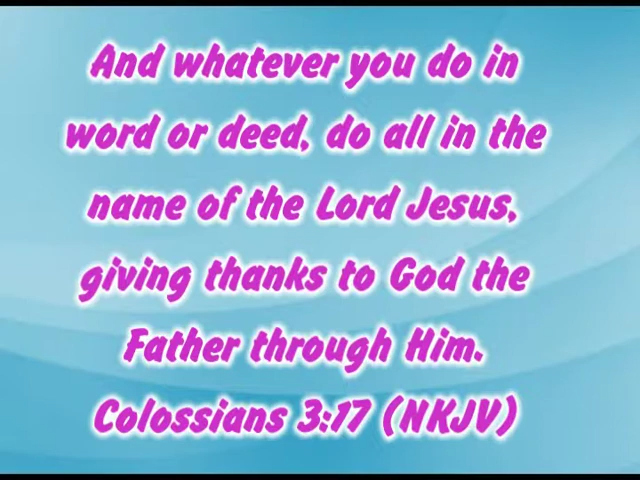 And whatever you do in
word or deed, do all in the
name of the Lord Jesus,
giving thanks to God the
Father through Him.
Colossians 3:17 (NKJV)